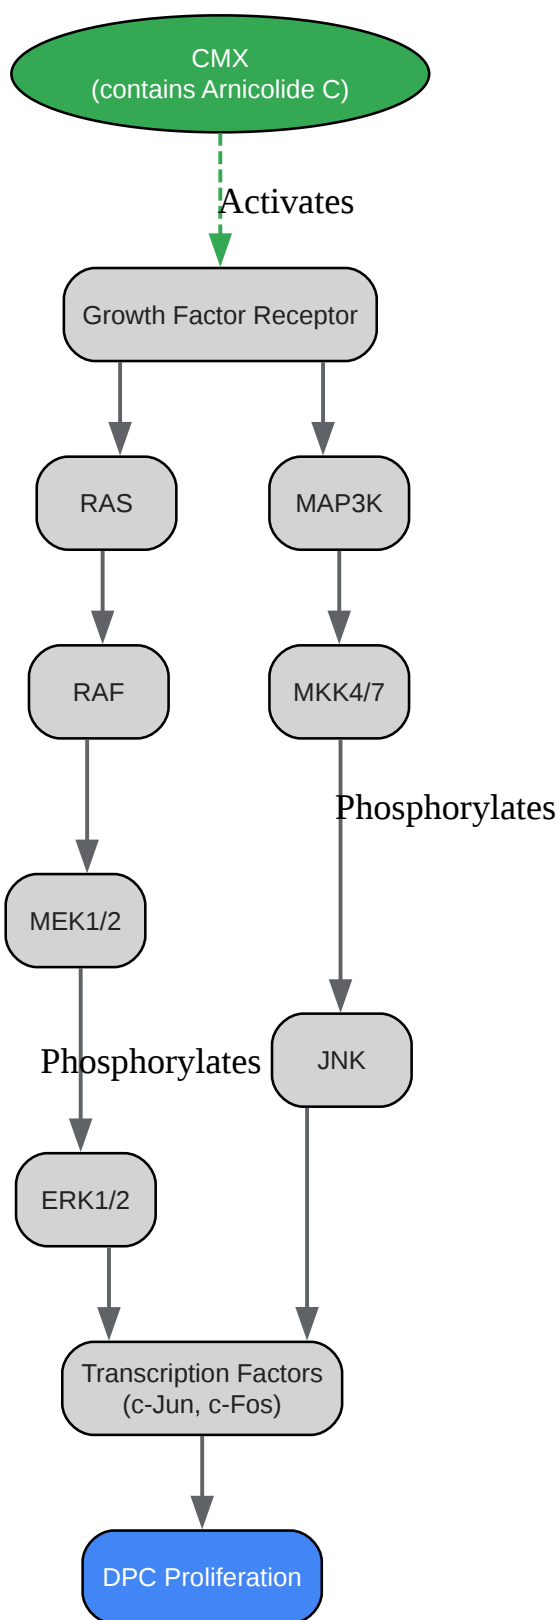 CMX
(contains Arnicolide C)
Activates
Growth Factor Receptor
RAS
MAP3K
RAF
MKK4/7
Phosphorylates
MEK1/2
Phosphorylates
JNK
ERK1/2
Transcription Factors
(c-Jun, c-Fos)
DPC Proliferation